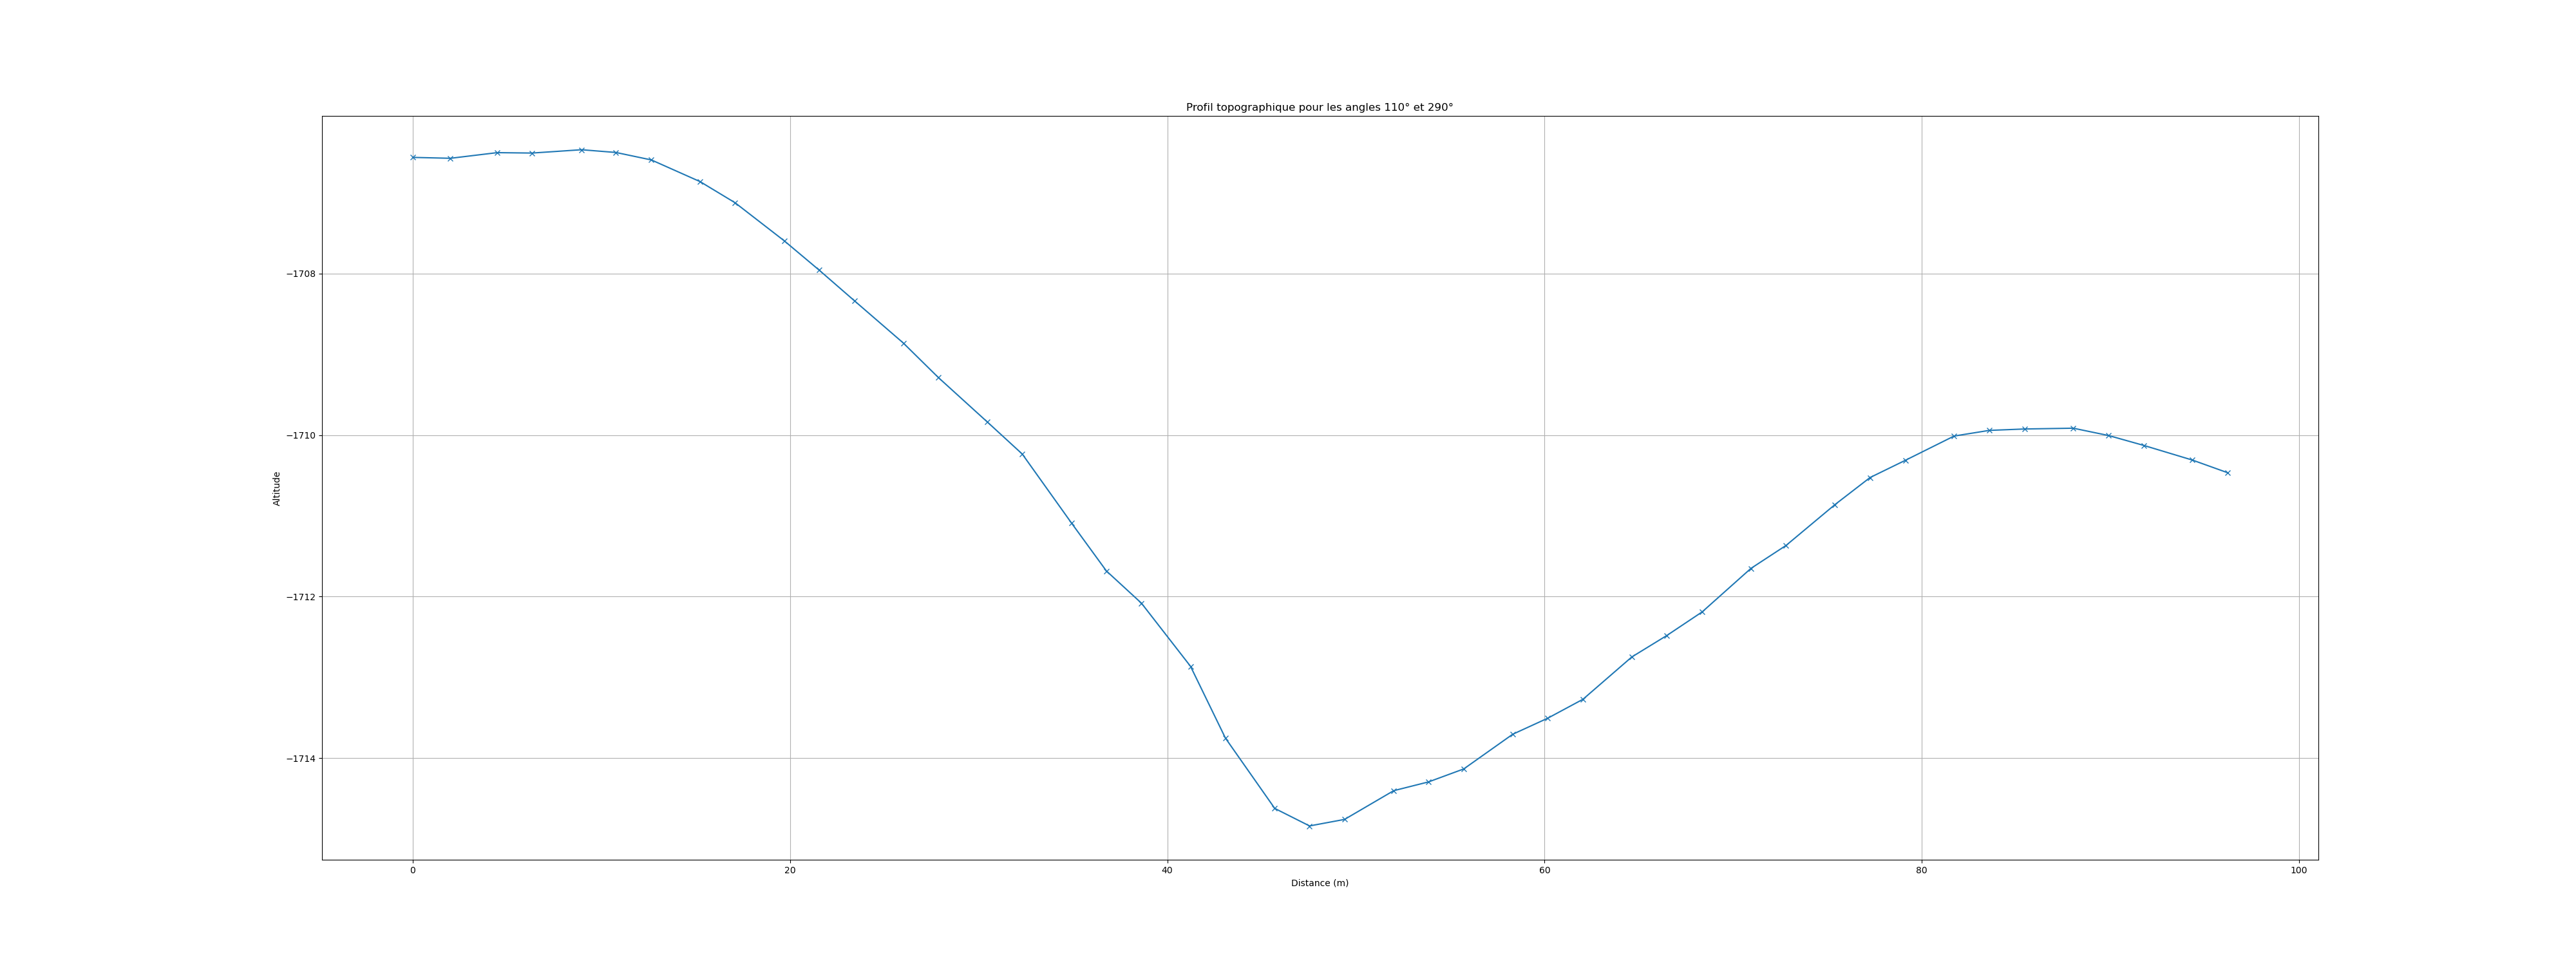 Profil topographique pour les angles 110° et 290°
−1708
−1710
−1712
−1714
Altitude
0 20 40 60 80 100
Distance (m)